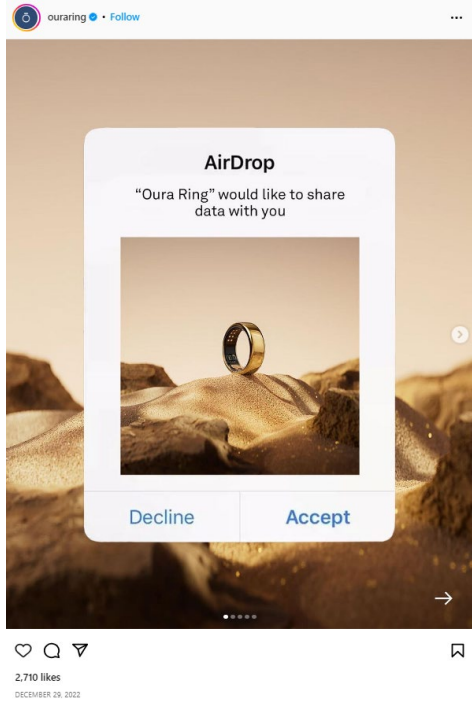 ouraring • Follow
AirDrop
“Oura Ring” would like to share
data with you
Decline
Accept
2,710 likes
DECEMBER 29, 2022